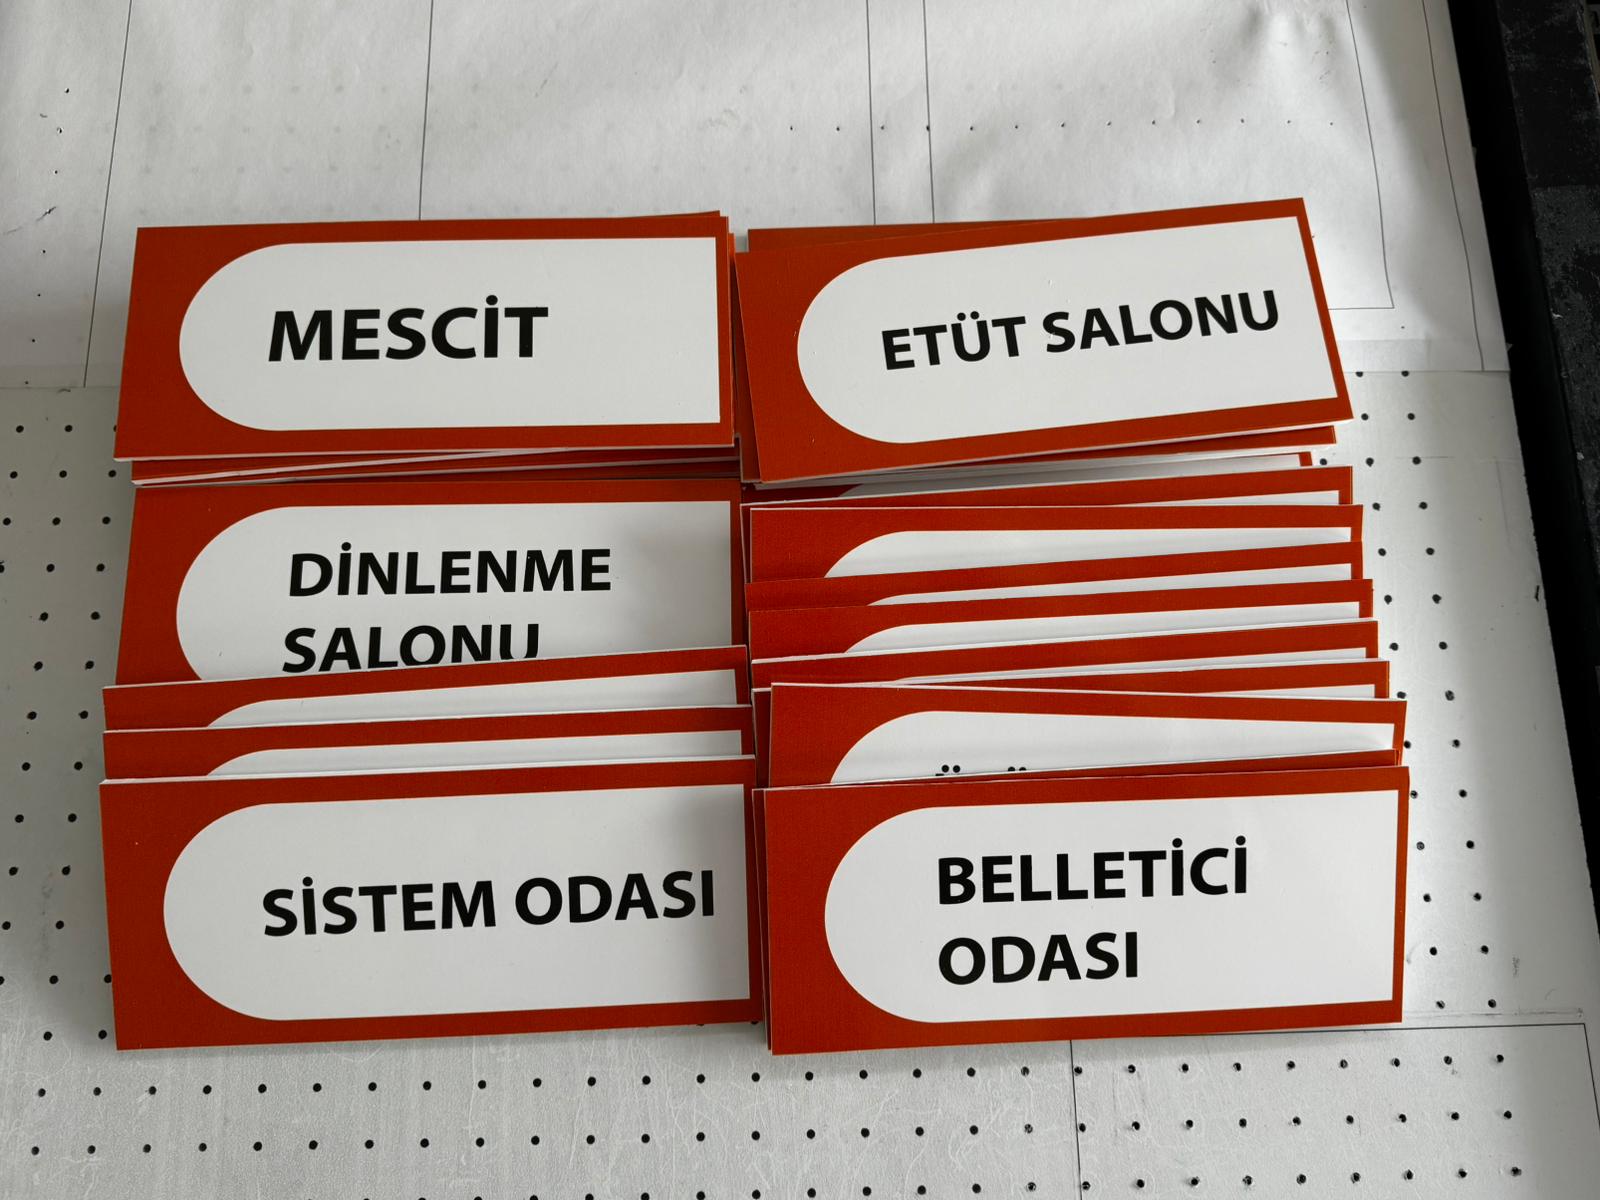 MESCİT
ETÜT SALONU
DİNLENME
SALONU
SİSTEM ODASI
BELLETİCİ
ODASI